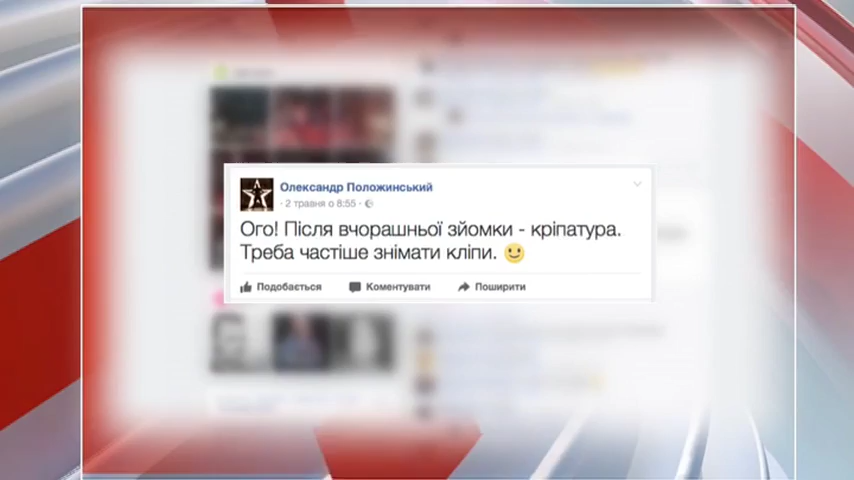 Олександр Положинський
· 2 травня о 8:55 ·
Ого! Після вчорашньої зйомки - кріпатура.
Треба частіше знімати кліпи. 🙂
Подобається Коментувати Поширити